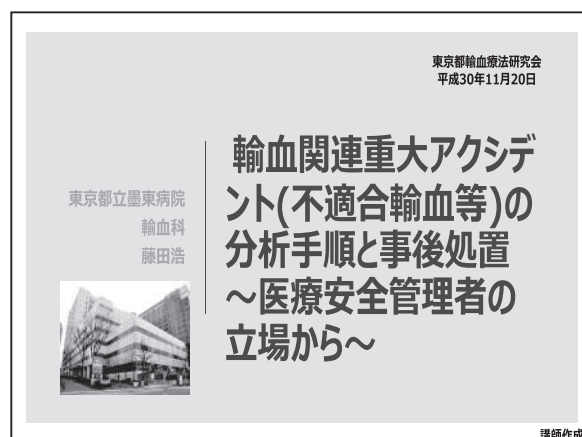 東京都輸血療法研究会
平成30年11月20日
輸血関連重大アクシデ
ント(不適合輸血等)の
分析手順と事後処置
～医療安全管理者の
立場から～
東京都立墨東病院
輸血科
藤田浩
講師作成